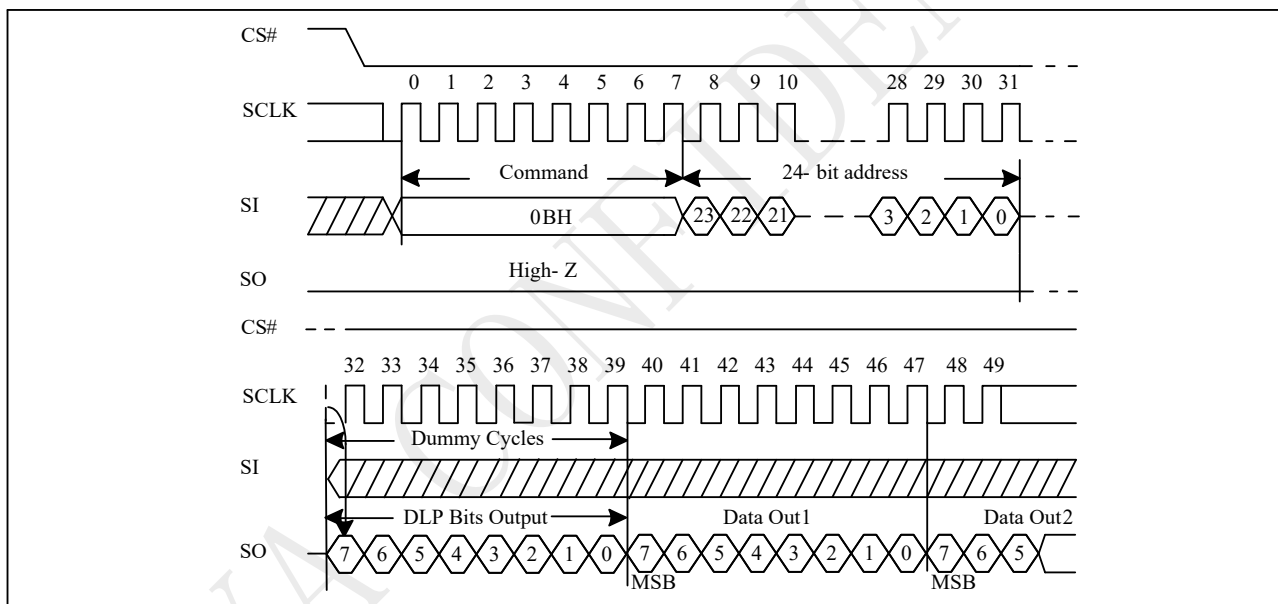 CS#
0 1 2 3 4 5 6 7 8 9 10 28 29 30 31
SCLK
Command 24- bit address
SI 0BH 23 22 21 3 2 1 0
High- Z
SO
CS#
32 33 34 35 36 37 38 39 40 41 42 43 44 45 46 47 48 49
SCLK
Dummy Cycles
SI
DLP Bits Output Data Out1 Data Out2
SO 7 6 5 4 3 2 1 0 7 6 5 4 3 2 1 0 7 6 5
MSB MSB